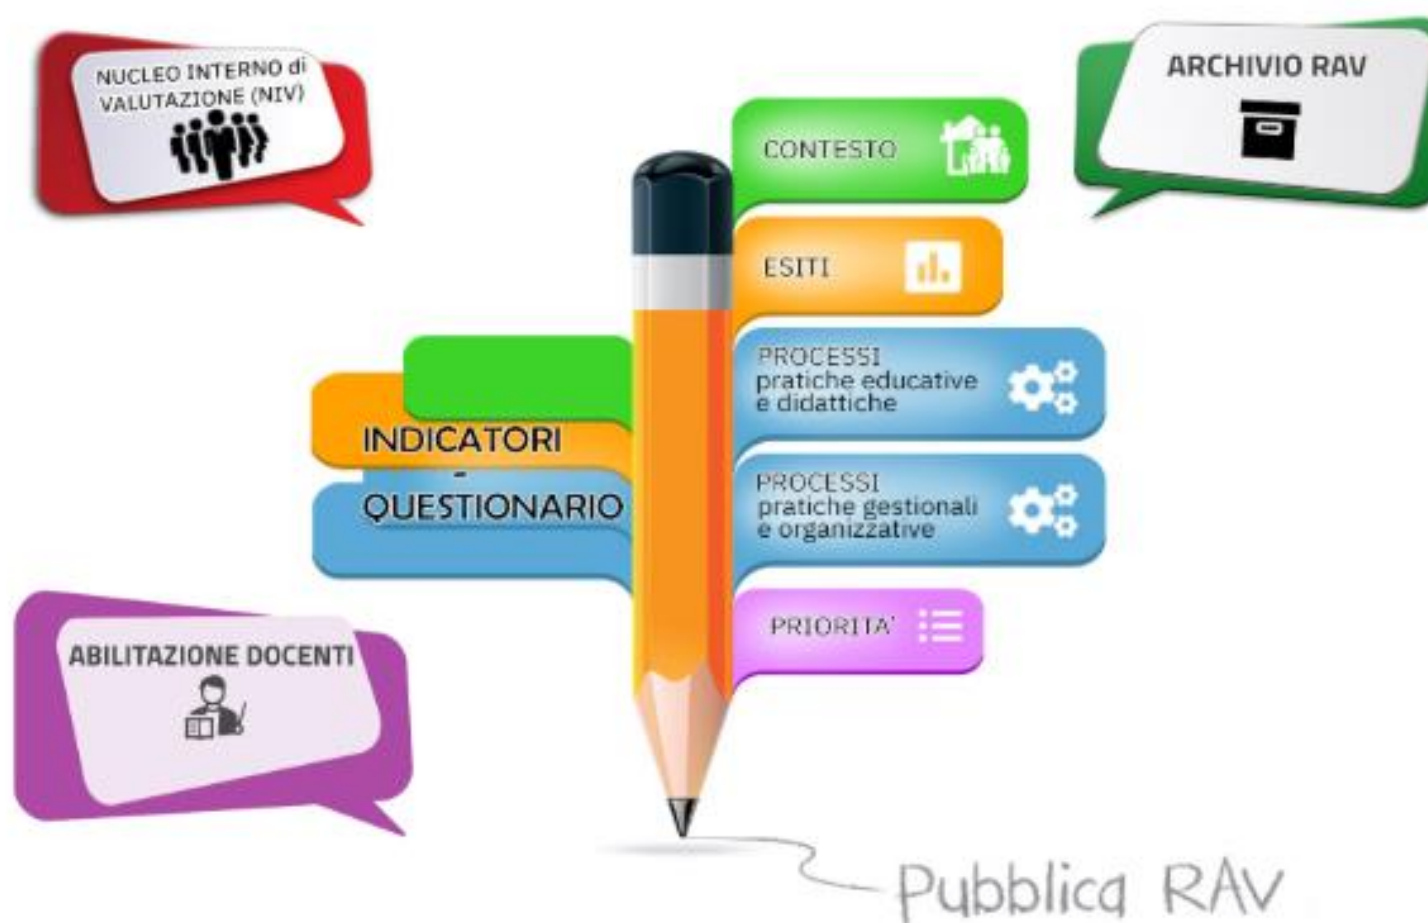 NUCLEO INTERNO di
VALUTAZIONE (NIV)
ARCHIVIO RAV
CONTESTO
ESITI
PROCESSI
pratiche educative
e didattiche
INDICATORI
-
QUESTIONARIO
PROCESSI
pratiche gestionali
e organizzative
PRIORITA'
ABILITAZIONE DOCENTI
Pubblica RAV